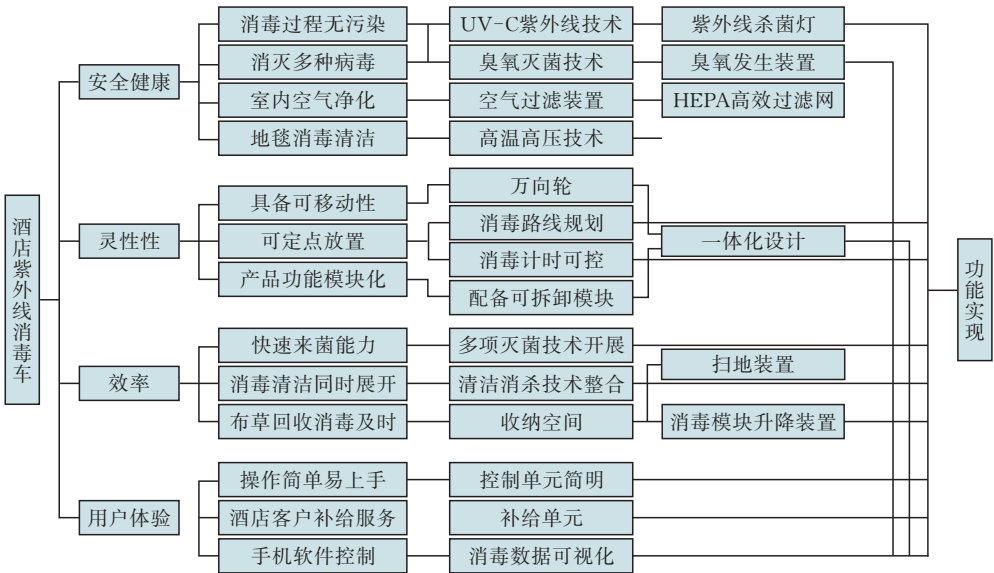 酒店紫外线消毒车
安全健康
消毒过程无污染
UV-C紫外线技术
紫外线杀菌灯
消灭多种病毒
臭氧灭菌技术
臭氧发生装置
室内空气净化
空气过滤装置
HEPA高效过滤网
地毯消毒清洁
高温高压技术
灵性性
具备可移动性
万向轮
可定点放置
消毒路线规划
消毒计时可控
一体化设计
产品功能模块化
配备可拆卸模块
效率
快速来菌能力
多项灭菌技术开展
消毒清洁同时展开
清洁消杀技术整合
扫地装置
布草回收消毒及时
收纳空间
消毒模块升降装置
用户体验
操作简单易上手
控制单元简明
酒店客户补给服务
补给单元
手机软件控制
消毒数据可视化
功能实现